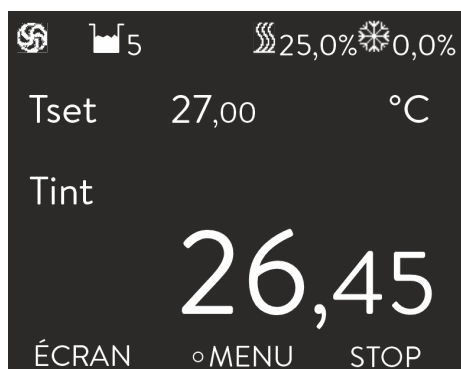 5 25,0% 0,0%
Tset 27,00 °C
Tint
26,45
ÉCRAN ○MENU STOP